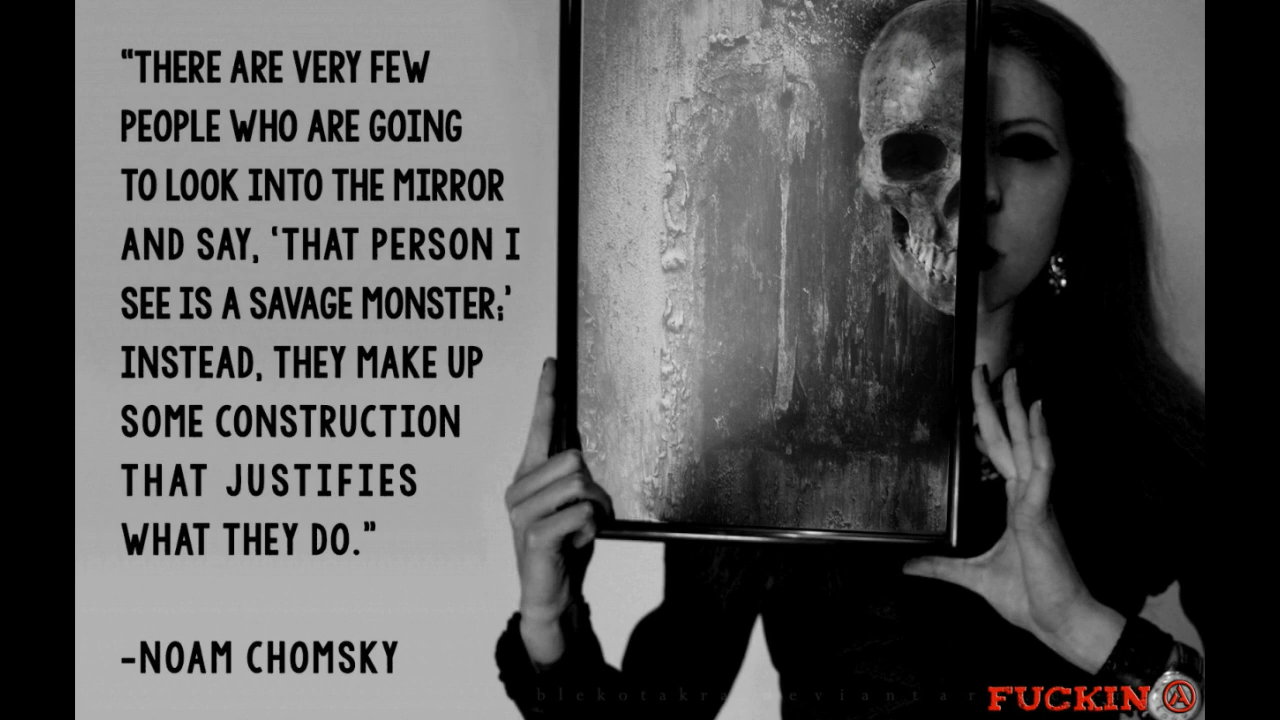 “THERE ARE VERY FEW
PEOPLE WHO ARE GOING
TO LOOK INTO THE MIRROR
AND SAY, ‘THAT PERSON I
SEE IS A SAVAGE MONSTER;’
INSTEAD, THEY MAKE UP
SOME CONSTRUCTION
THAT JUSTIFIES
WHAT THEY DO.”
-NOAM CHOMSKY
FUCKIN A